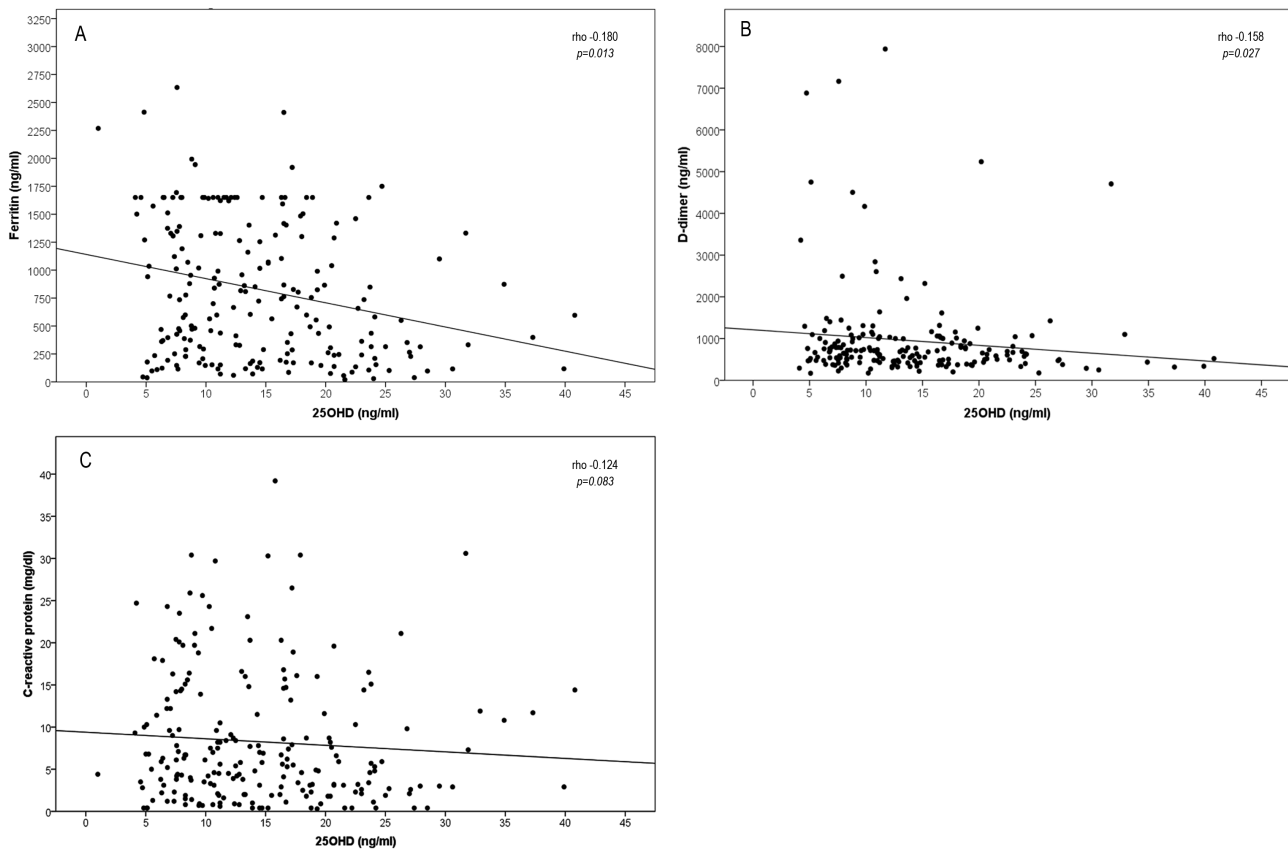 A
rho -0.180
p=0.013
3250
3000
2750
2500
2250
2000
1750
1500
1250
1000
750
500
250
0
Ferritin (ng/ml)
0 5 10 15 20 25 30 35 40 45
25OHD (ng/ml)
B
rho -0.158
p=0.027
8000
7000
6000
5000
4000
3000
2000
1000
0
D-dimer (ng/ml)
0 5 10 15 20 25 30 35 40 45
25OHD (ng/ml)
C
rho -0.124
p=0.083
40
35
30
25
20
15
10
5
0
C-reactive protein (mg/dl)
0 5 10 15 20 25 30 35 40 45
25OHD (ng/ml)